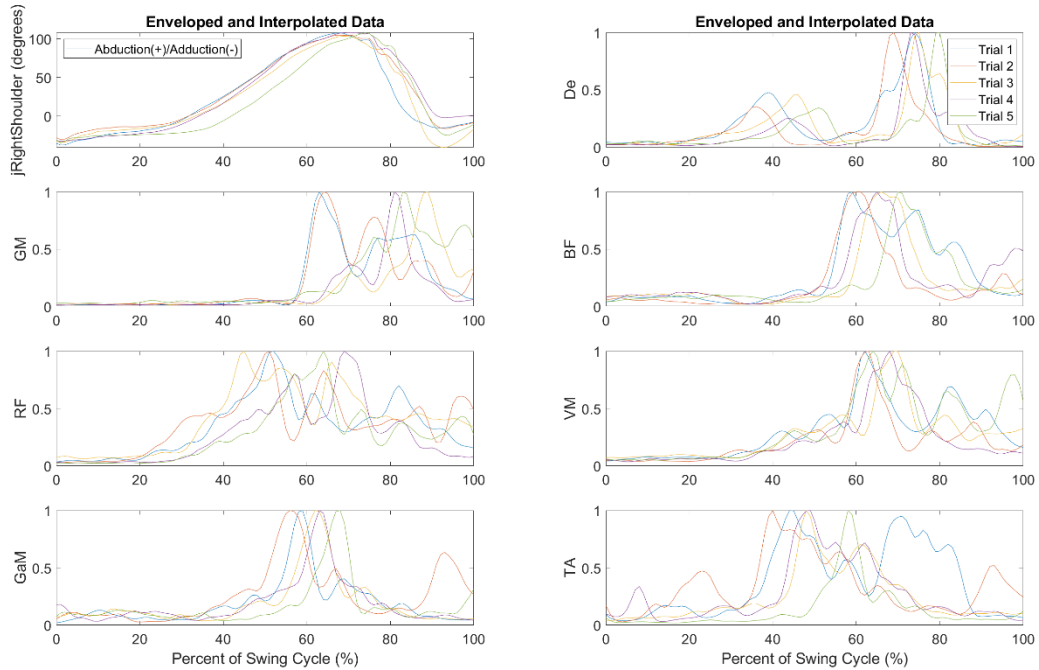 Enveloped and Interpolated Data
jRightShoulder (degrees)
100
50
0
Abduction(+)/Adduction(-)
0 20 40 60 80 100
Enveloped and Interpolated Data
De
1
0.5
0
Trial 1
Trial 2
Trial 3
Trial 4
Trial 5
0 20 40 60 80 100
GM
1
0.5
0
0 20 40 60 80 100
BF
1
0.5
0
0 20 40 60 80 100
RF
1
0.5
0
0 20 40 60 80 100
VM
1
0.5
0
0 20 40 60 80 100
GaM
1
0.5
0
0 20 40 60 80 100
Percent of Swing Cycle (%)
TA
1
0.5
0
0 20 40 60 80 100
Percent of Swing Cycle (%)